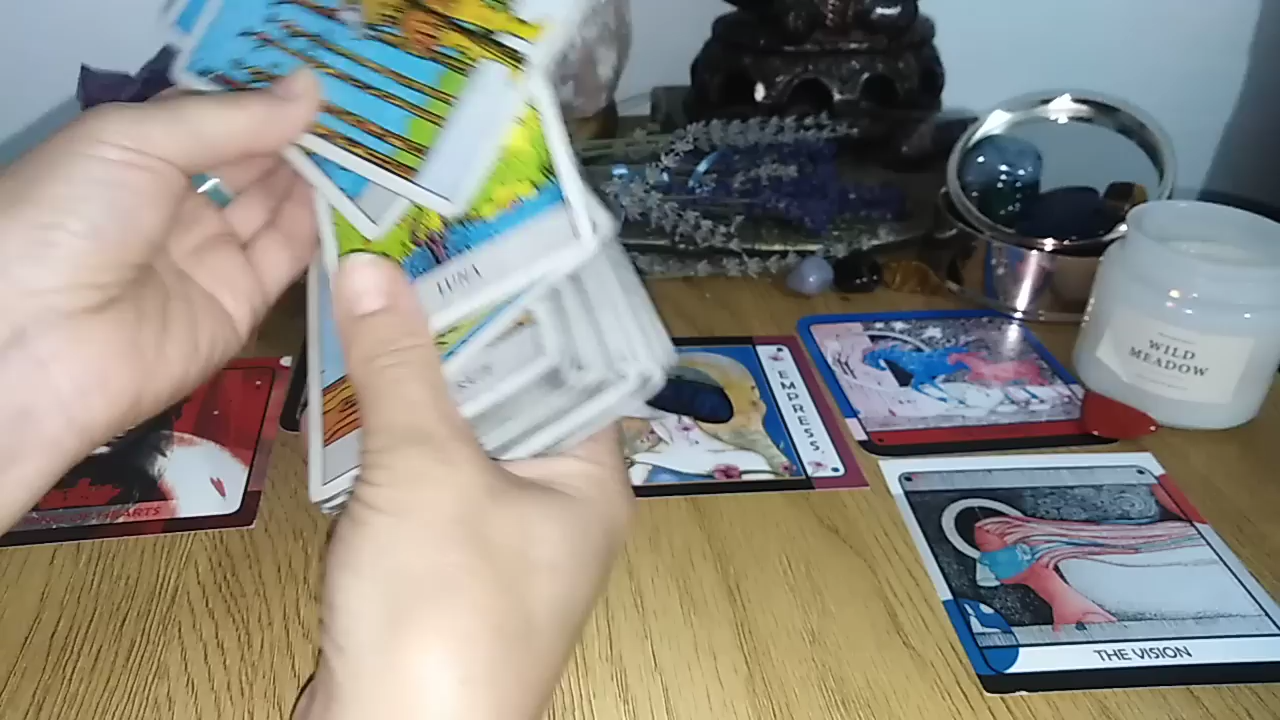 LUNA
HEARTS
EMPRESS.
WILD
MEADOW
THE VISION